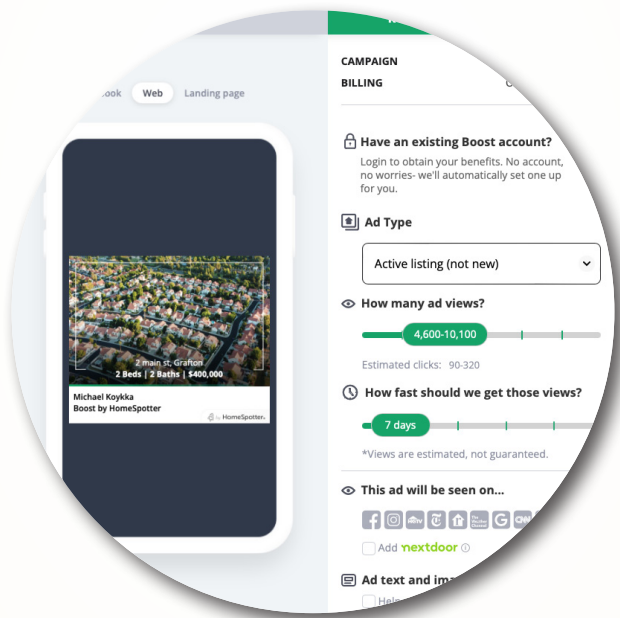 Web
Landing page
2 main st, Grafton
2 Beds | 2 Baths | $400,000
Michael Koykka
Boost by HomeSpotter
by HomeSpotter.
CAMPAIGN
BILLING
Have an existing Boost account?
Login to obtain your benefits. No account,
no worries- we'll automatically set one up
for you.
Ad Type
Active listing (not new)
How many ad views?
4,600-10,100
Estimated clicks: 90-320
How fast should we get those views?
7 days
*Views are estimated, not guaranteed.
This ad will be seen on...
Add nextdoor
Ad text and